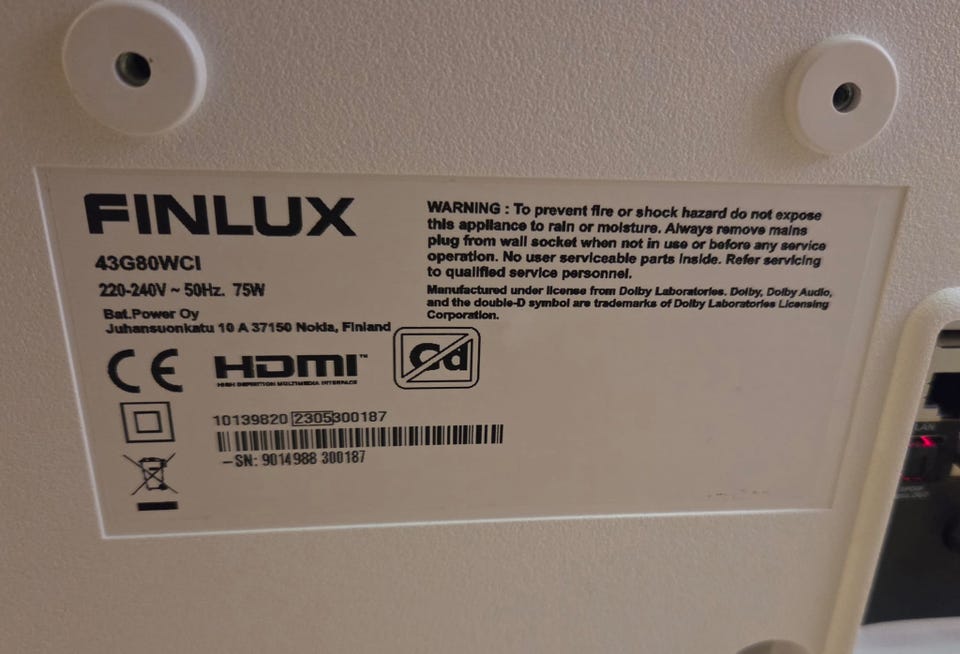 FINLUX
43G80WCI
220-240V ~ 50Hz. 75W
Bat.Power Oy
Juhansuonkatu 10 A 37150 Nokia, Finland
WARNING : To prevent fire or shock hazard do not expose
this appliance to rain or moisture. Always remove mains
plug from wall socket when not in use or before any service
operation. No user serviceable parts inside. Refer servicing
to qualified service personnel.
Manufactured under license from Dolby Laboratories. Dolby, Dolby Audio,
and the double-D symbol are trademarks of Dolby Laboratories Licensing
Corporation.
CE
HDMI™
HIGH DEFINITION MULTIMEDIA INTERFACE
Cd
10139820 2305300187
-SN: 9014988 300187
LAN